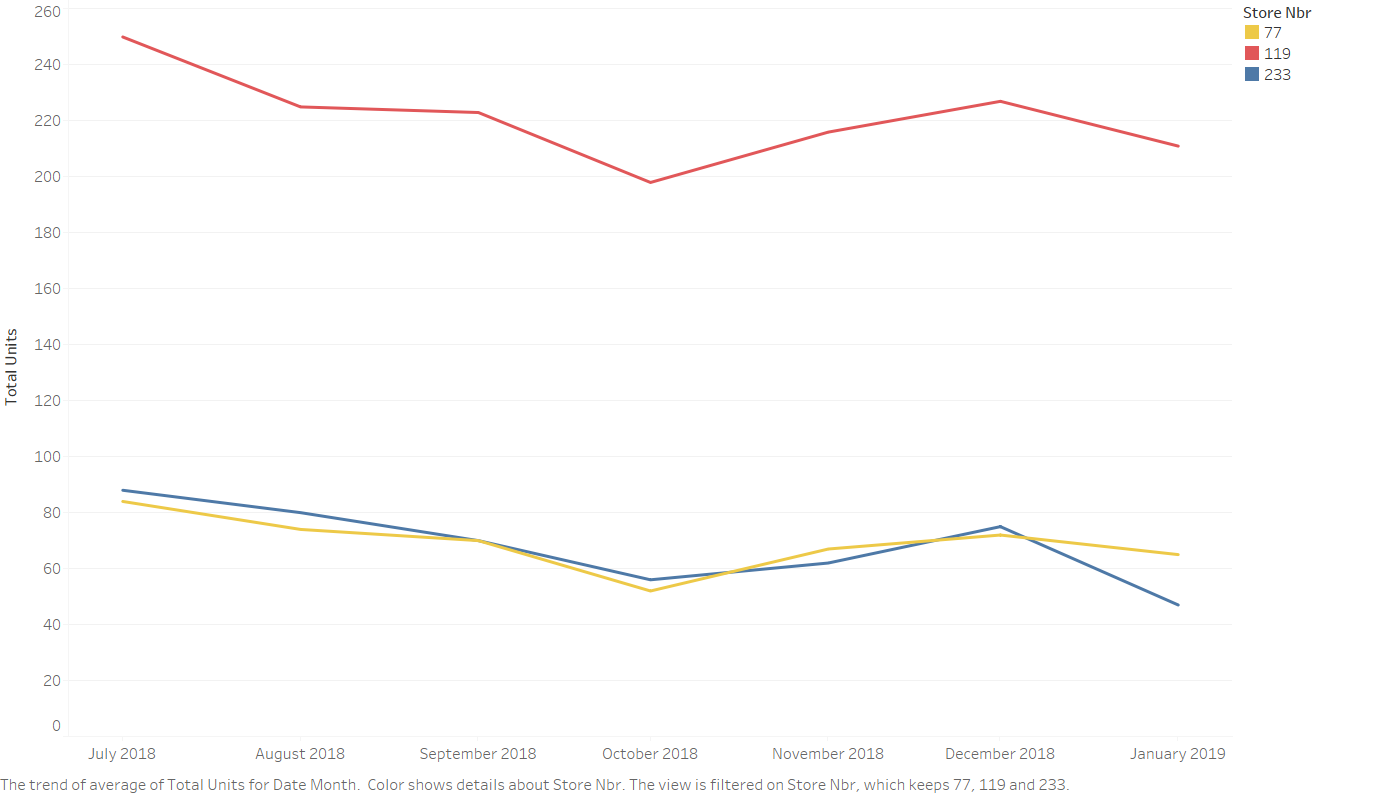 260
240
220
200
180
160
140
120
100
80
60
40
20
0
Total Units
July 2018
August 2018
September 2018
October 2018
November 2018
December 2018
January 2019
Store Nbr
77
119
233
The trend of average of Total Units for Date Month.  Color shows details about Store Nbr. The view is filtered on Store Nbr, which keeps 77, 119 and 233.